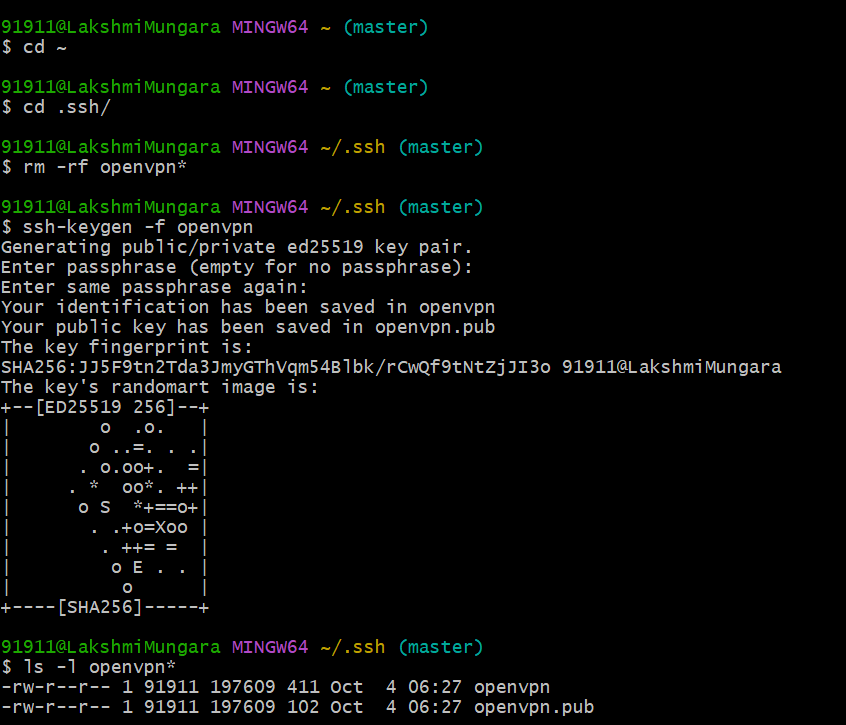 91911@LakshmiMungara MINGW64 ~ (master)
$ cd ~
91911@LakshmiMungara MINGW64 ~ (master)
$ cd .ssh/
91911@LakshmiMungara MINGW64 ~/.ssh (master)
$ rm -rf openvpn*
91911@LakshmiMungara MINGW64 ~/.ssh (master)
$ ssh-keygen -f openvpn
Generating public/private ed25519 key pair.
Enter passphrase (empty for no passphrase):
Enter same passphrase again:
Your identification has been saved in openvpn
Your public key has been saved in openvpn.pub
The key fingerprint is:
SHA256:JJ5F9tn2Tda3JmyGThVqm54Blbk/rCwQf9tNtZjJI3o 91911@LakshmiMungara
The key's randomart image is:
+--[ED25519 256]--+
|        o  .o.   |
|       o ..=. . .|
|      . o.oo+.  =|
|     . *  oo*. ++|
|      o S  *+==o+|
|       . .+o=Xoo |
|        . ++= =  |
|         o E . . |
|          o      |
+----[SHA256]-----+
91911@LakshmiMungara MINGW64 ~/.ssh (master)
$ ls -l openvpn*
-rw-r--r-- 1 91911 197609 411 Oct  4 06:27 openvpn
-rw-r--r-- 1 91911 197609 102 Oct  4 06:27 openvpn.pub